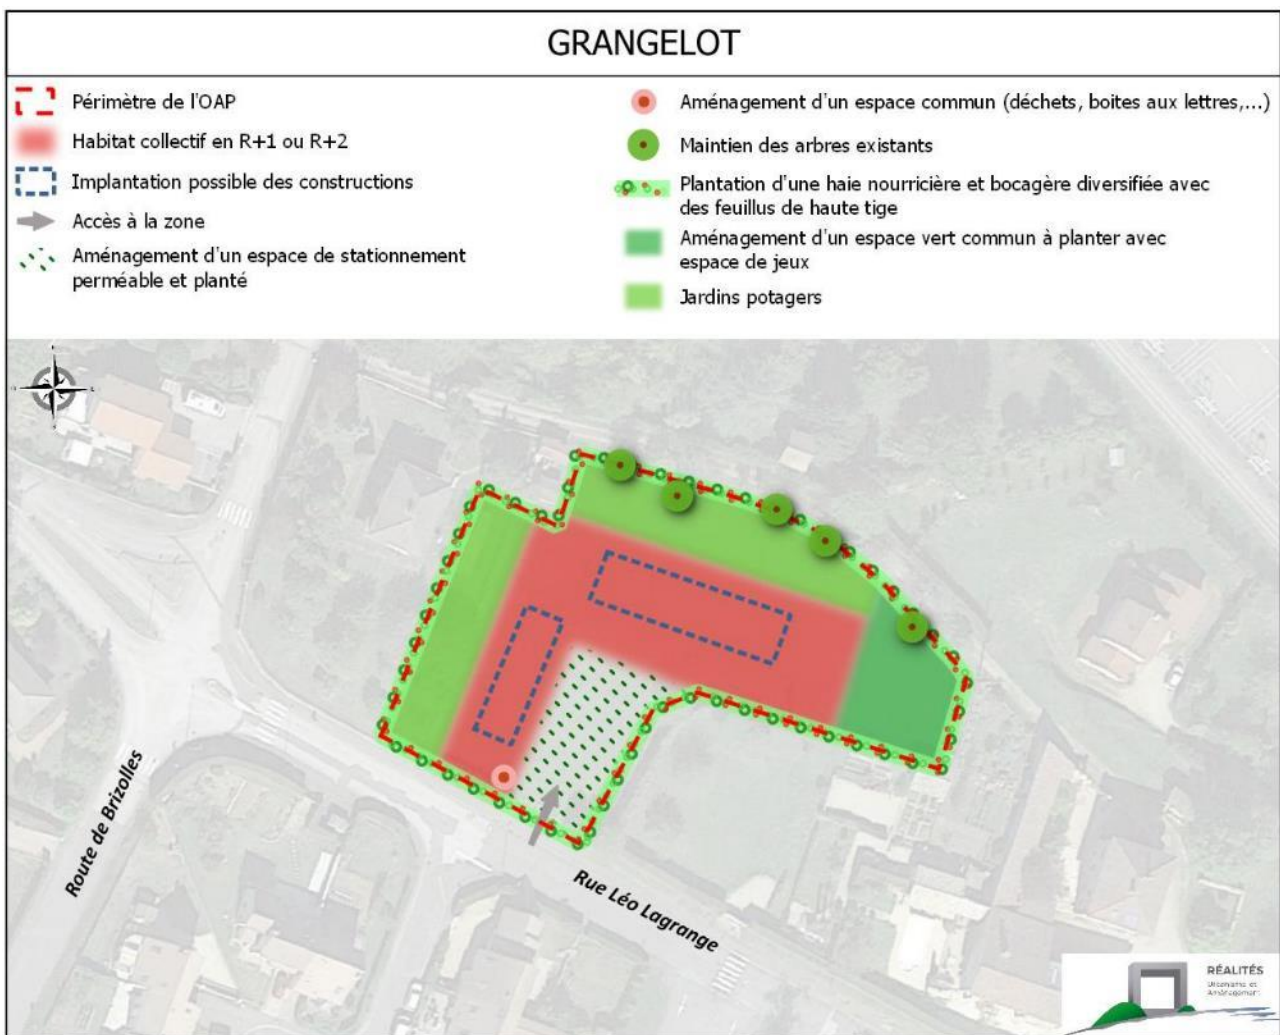 GRANGELOT
Périmètre de l'OAP
Habitat collectif en R+1 ou R+2
Implantation possible des constructions
Accès à la zone
Aménagement d'un espace de stationnement
perméable et planté
Aménagement d'un espace commun (déchets, boites aux lettres,...)
Maintien des arbres existants
Plantation d'une haie nourricière et bocagère diversifiée avec
des feuillus de haute tige
Aménagement d'un espace vert commun à planter avec
espace de jeux
Jardins potagers
Route de Brizolles
Rue Léo Lagrange
RÉALITÉS
Urbanisme et
Aménagement